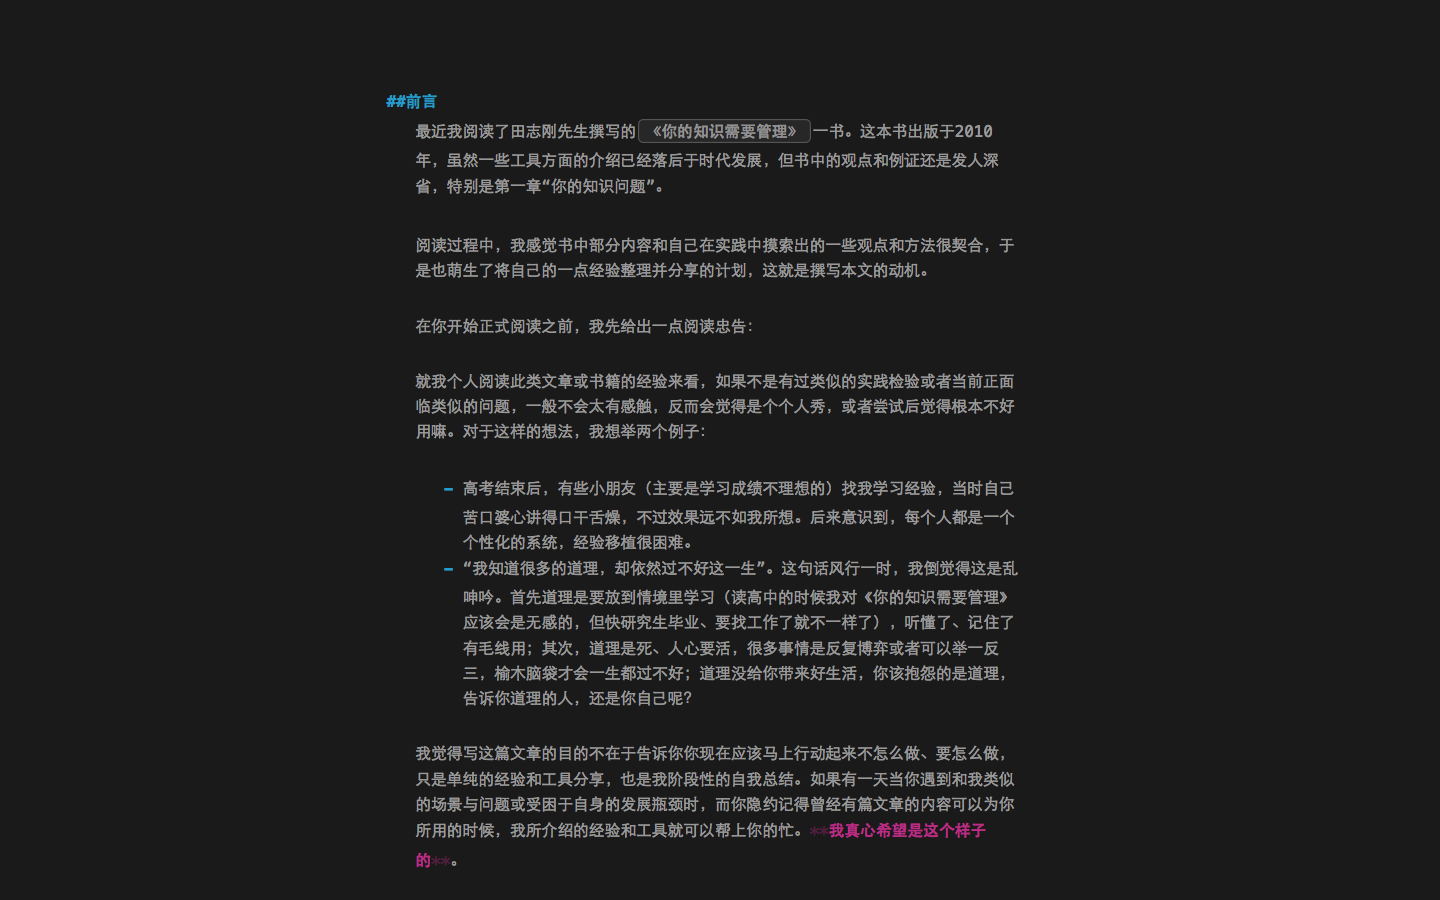 ##前言
最近我阅读了田志刚先生撰写的《你的知识需要管理》一书。这本书出版于2010
年，虽然一些工具方面的介绍已经落后于时代发展，但书中的观点和例证还是发人深
省，特别是第一章“你的知识问题”。
阅读过程中，我感觉书中部分内容和自己在实践中摸索出的一些观点和方法很契合，于
是也萌生了将自己的一点经验整理并分享的计划，这就是撰写本文的动机。
在你开始正式阅读之前，我先给出一点阅读忠告：
就我个人阅读此类文章或书籍的经验来看，如果不是有过类似的实践检验或者当前正面
临类似的问题，一般不会太有感触，反而会觉得是个个人秀，或者尝试后觉得根本不好
用嘛。对于这样的想法，我想举两个例子：
- 高考结束后，有些小朋友（主要是学习成绩不理想的）找我学习经验，当时自己
苦口婆心讲得口干舌燥，不过效果远不如我所想。后来意识到，每个人都是一个
个性化的系统，经验移植很困难。
- “我知道很多的道理，却依然过不好这一生”。这句话风行一时，我倒觉得这是乱
呻吟。首先道理是要放到情境里学习（读高中的时候我对《你的知识需要管理》
应该会是无感的，但快研究生毕业、要找工作了就不一样了），听懂了、记住了
有毛线用；其次，道理是死、人心要活，很多事情是反复博弈或者可以举一反
三，榆木脑袋才会一生都过不好；道理没给你带来好生活，你该抱怨的是道理，
告诉你道理的人，还是你自己呢？
我觉得写这篇文章的目的不在于告诉你你现在应该马上行动起来不怎么做、要怎么做，
只是单纯的经验和工具分享，也是我阶段性的自我总结。如果有一天当你遇到和我类似
的场景与问题或受困于自身的发展瓶颈时，而你隐约记得曾经有篇文章的内容可以为你
所用的时候，我所介绍的经验和工具就可以帮上你的忙。**我真心希望是这个样子
的**。